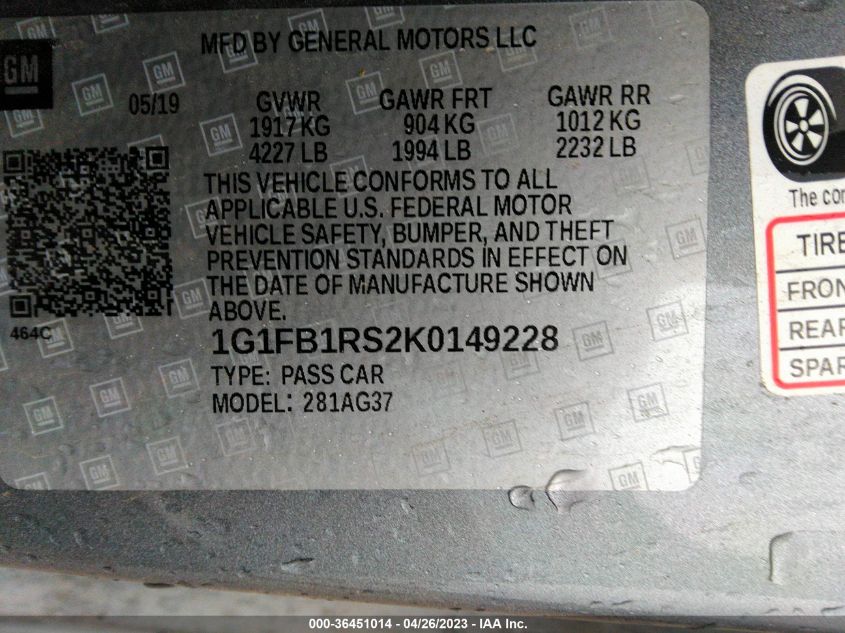 MFD BY GENERAL MOTORS LLC
GM
05/19 GVWR GAWR FRT GAWR RR
1917 KG 904 KG 1012 KG
4227 LB 1994 LB 2232 LB
THIS VEHICLE CONFORMS TO ALL
APPLICABLE U.S. FEDERAL MOTOR
VEHICLE SAFETY, BUMPER, AND THEFT
PREVENTION STANDARDS IN EFFECT ON
THE DATE OF MANUFACTURE SHOWN
ABOVE.
464C
1G1FB1RS2K0149228
TYPE: PASS CAR
MODEL: 281AG37
The
TIRE
REAR
000-36451014 - 04/26/2023 - IAA Inc.